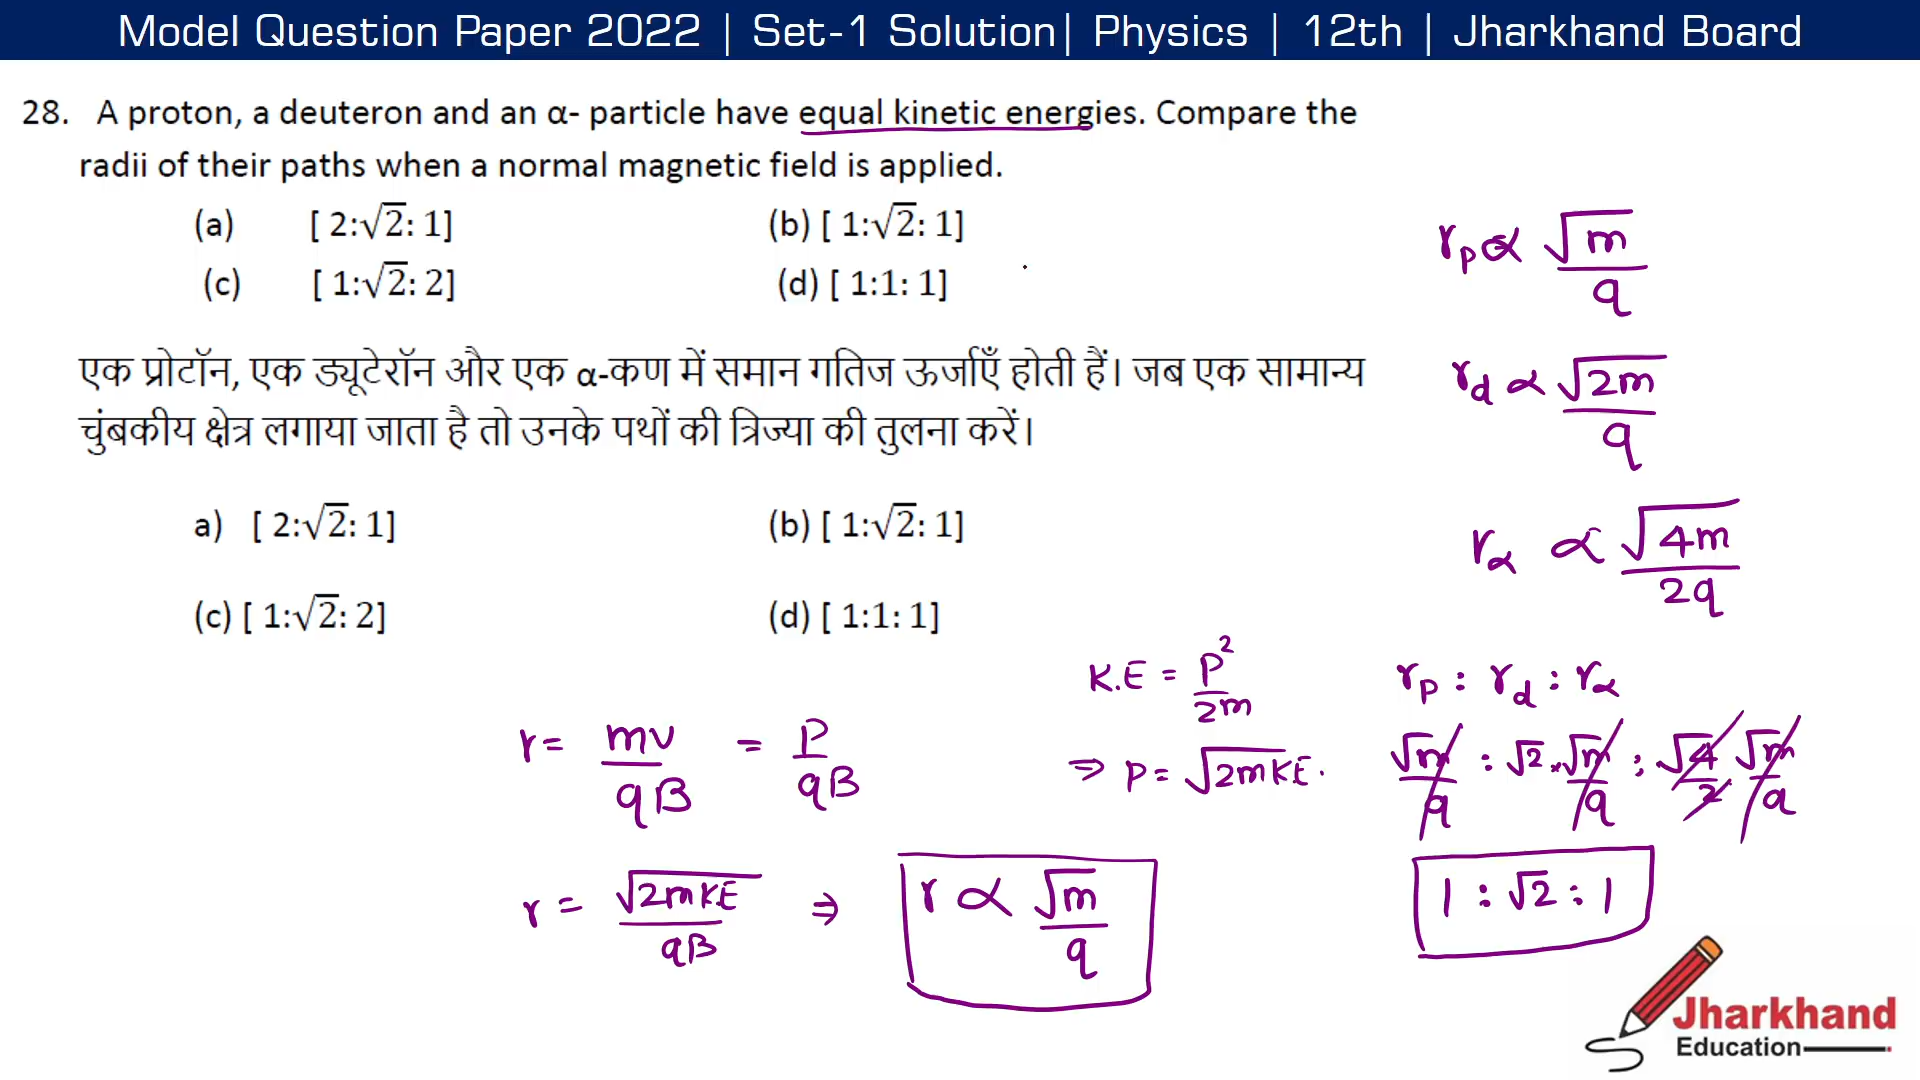 Model Question Paper 2022 | Set-1 Solution| Physics | 12th | Jharkhand Board
28. A proton, a deuteron and an α- particle have equal kinetic energies. Compare the
radii of their paths when a normal magnetic field is applied.
(a) [ 2:√2: 1] (b) [ 1:√2: 1]
(c) [ 1:√2: 2] (d) [ 1:1: 1]
एक प्रोटॉन, एक ड्यूटेरॉन और एक α-कण में समान गतिज ऊर्जाएँ होती हैं। जब एक सामान्य
चुंबकीय क्षेत्र लगाया जाता है तो उनके पथों की त्रिज्या की तुलना करें।
a) [ 2:√2: 1] (b) [ 1:√2: 1]
(c) [ 1:√2: 2] (d) [ 1:1: 1]
r = mv/qB = P/qB
r = √2mKE/qB ⇒ r ∝ √m/q
K.E = P²/2m
⇒ P = √2mKE.
rp ∝ √m/q
rd ∝ √2m/q
rα ∝ √4m/2q
rp : rd : rα
√m/q : √2 × √m/q : √4/2 √m/q
1 : √2 : 1
Jharkhand
Education